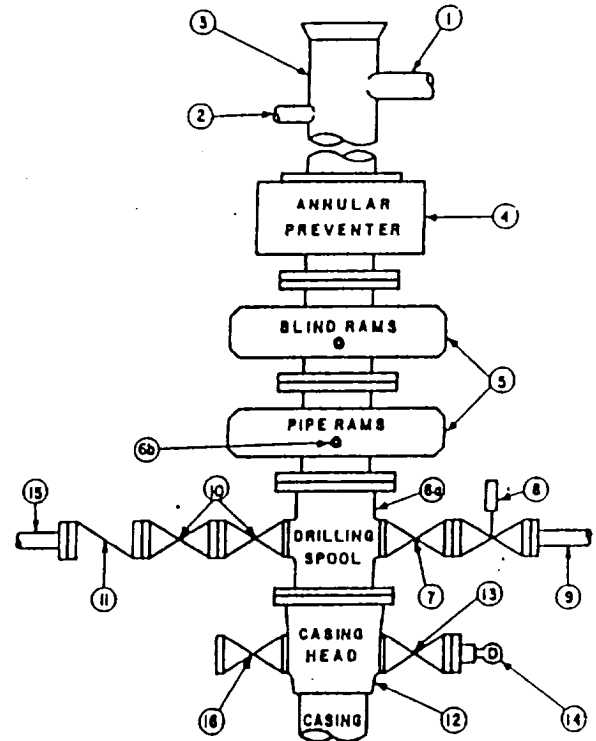 3
1
2
ANNULAR
PREVENTER
4
BLIND RAMS
5
PIPE RAMS
6b
6a
8
15
10
DRILLING
SPOOL
11
7
9
13
CASING
HEAD
16
12
14
CASING